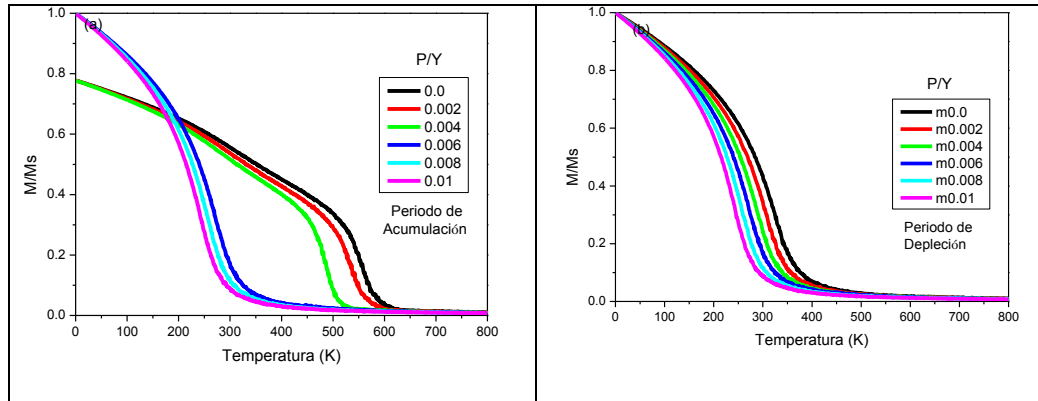 (a)
1.0
0.8
0.6
0.4
0.2
0.0
M/Ms
P/Y
0.0
0.002
0.004
0.006
0.008
0.01
Periodo de
Acumulación
0 100 200 300 400 500 600 700 800
Temperatura (K)
(b)
1.0
0.8
0.6
0.4
0.2
0.0
M/Ms
P/Y
m0.0
m0.002
m0.004
m0.006
m0.008
m0.01
Periodo de
Depleción
0 100 200 300 400 500 600 700 800
Temperatura (K)